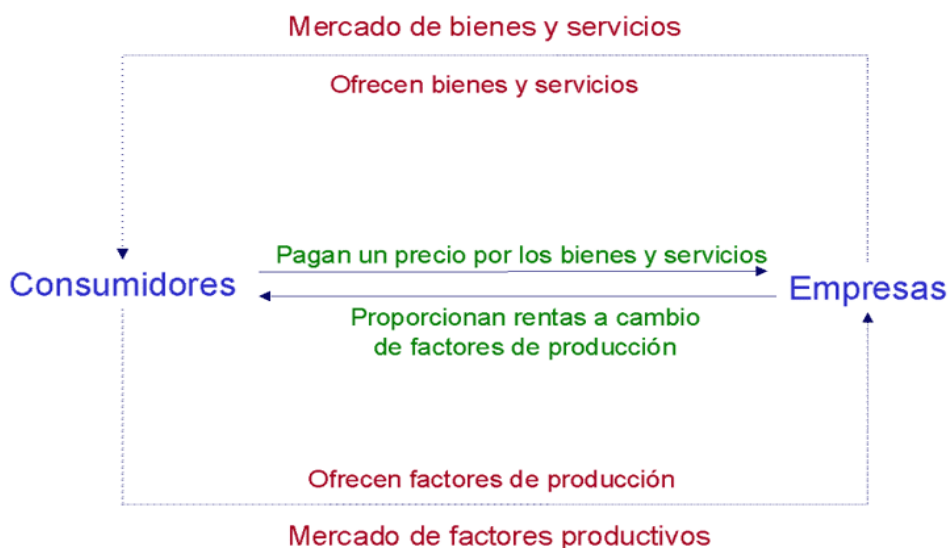 Mercado de bienes y servicios
Ofrecen bienes y servicios
Pagan un precio por los bienes y servicios
Consumidores
Empresas
Proporcionan rentas a cambio
de factores de producción
Ofrecen factores de producción
Mercado de factores productivos